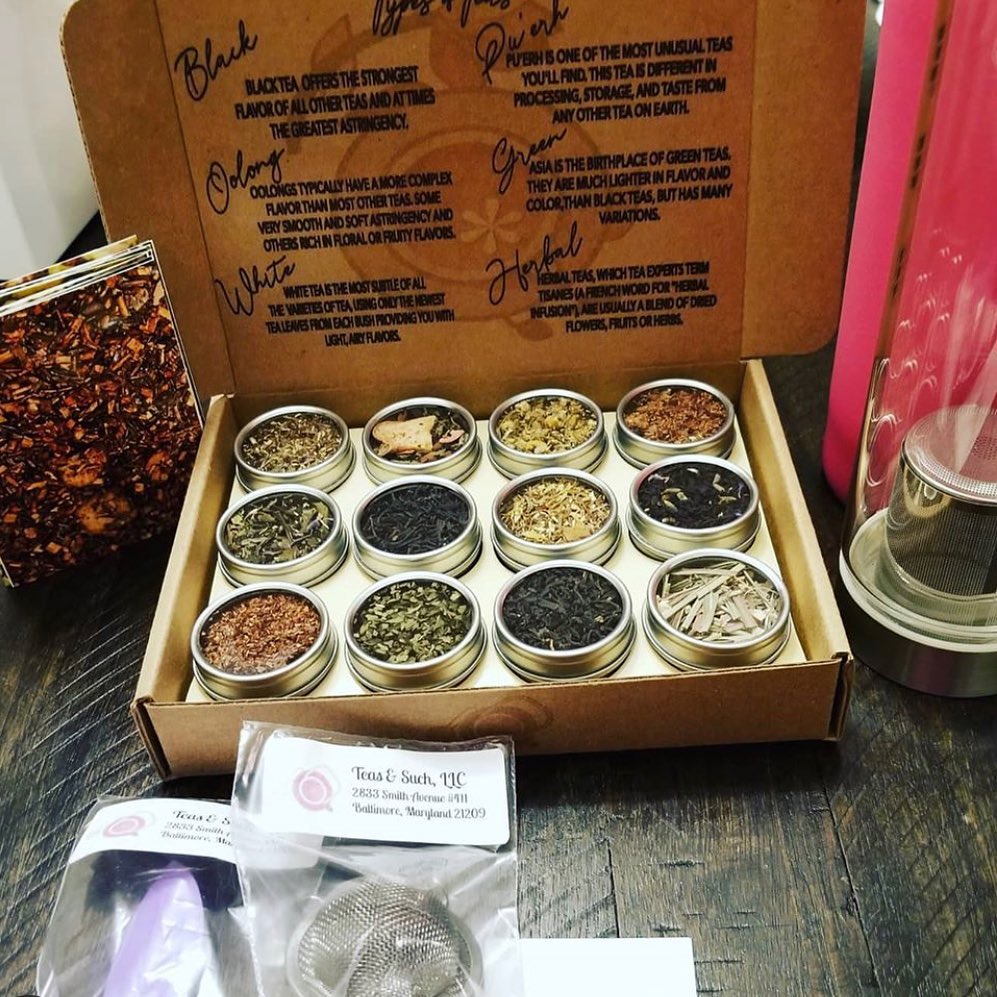 Types of Teas
Black
BLACK TEA OFFERS THE STRONGEST
FLAVOR OF ALL OTHER TEAS AND AT TIMES
THE GREATEST ASTRINGENCY.
Oolong
OOLONGS TYPICALLY HAVE A MORE COMPLEX
FLAVOR THAN MOST OTHER TEAS. SOME
VERY SMOOTH AND SOFT ASTRINGENCY AND
OTHERS RICH IN FLORAL OR FRUITY FLAVORS.
White
WHITE TEA IS THE MOST SUBTLE OF ALL
THE VARIETIES OF TEA, USING ONLY THE NEWEST
TEA LEAVES FROM EACH BUSH PROVIDING YOU WITH
LIGHT, AIRY FLAVORS.
Pu'erh
PU'ERH IS ONE OF THE MOST UNUSUAL TEAS
YOU'LL FIND. THIS TEA IS DIFFERENT IN
PROCESSING, STORAGE, AND TASTE FROM
ANY OTHER TEA ON EARTH.
Green
ASIA IS THE BIRTHPLACE OF GREEN TEAS.
THEY ARE MUCH LIGHTER IN FLAVOR AND
COLOR, THAN BLACK TEAS, BUT HAS MANY
VARIATIONS.
Herbal
HERBAL TEAS, WHICH TEA EXPERTS TERM
TISANES (A FRENCH WORD FOR "HERBAL
INFUSION"), ARE USUALLY A BLEND OF DRIED
FLOWERS, FRUITS OR HERBS.
Teas & Such, LLC
2833 Smith Avenue #411
Baltimore, Maryland 21209
Teas & S
2833 Smith
Baltimore, Ma